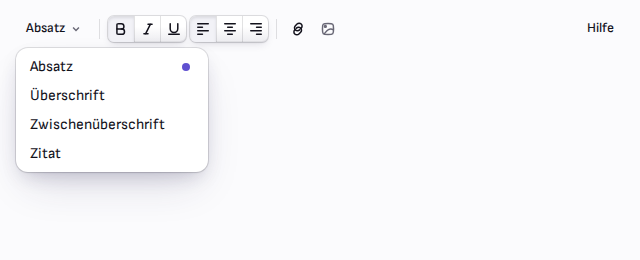 Absatz
Hilfe
Absatz
Überschrift
Zwischenüberschrift
Zitat